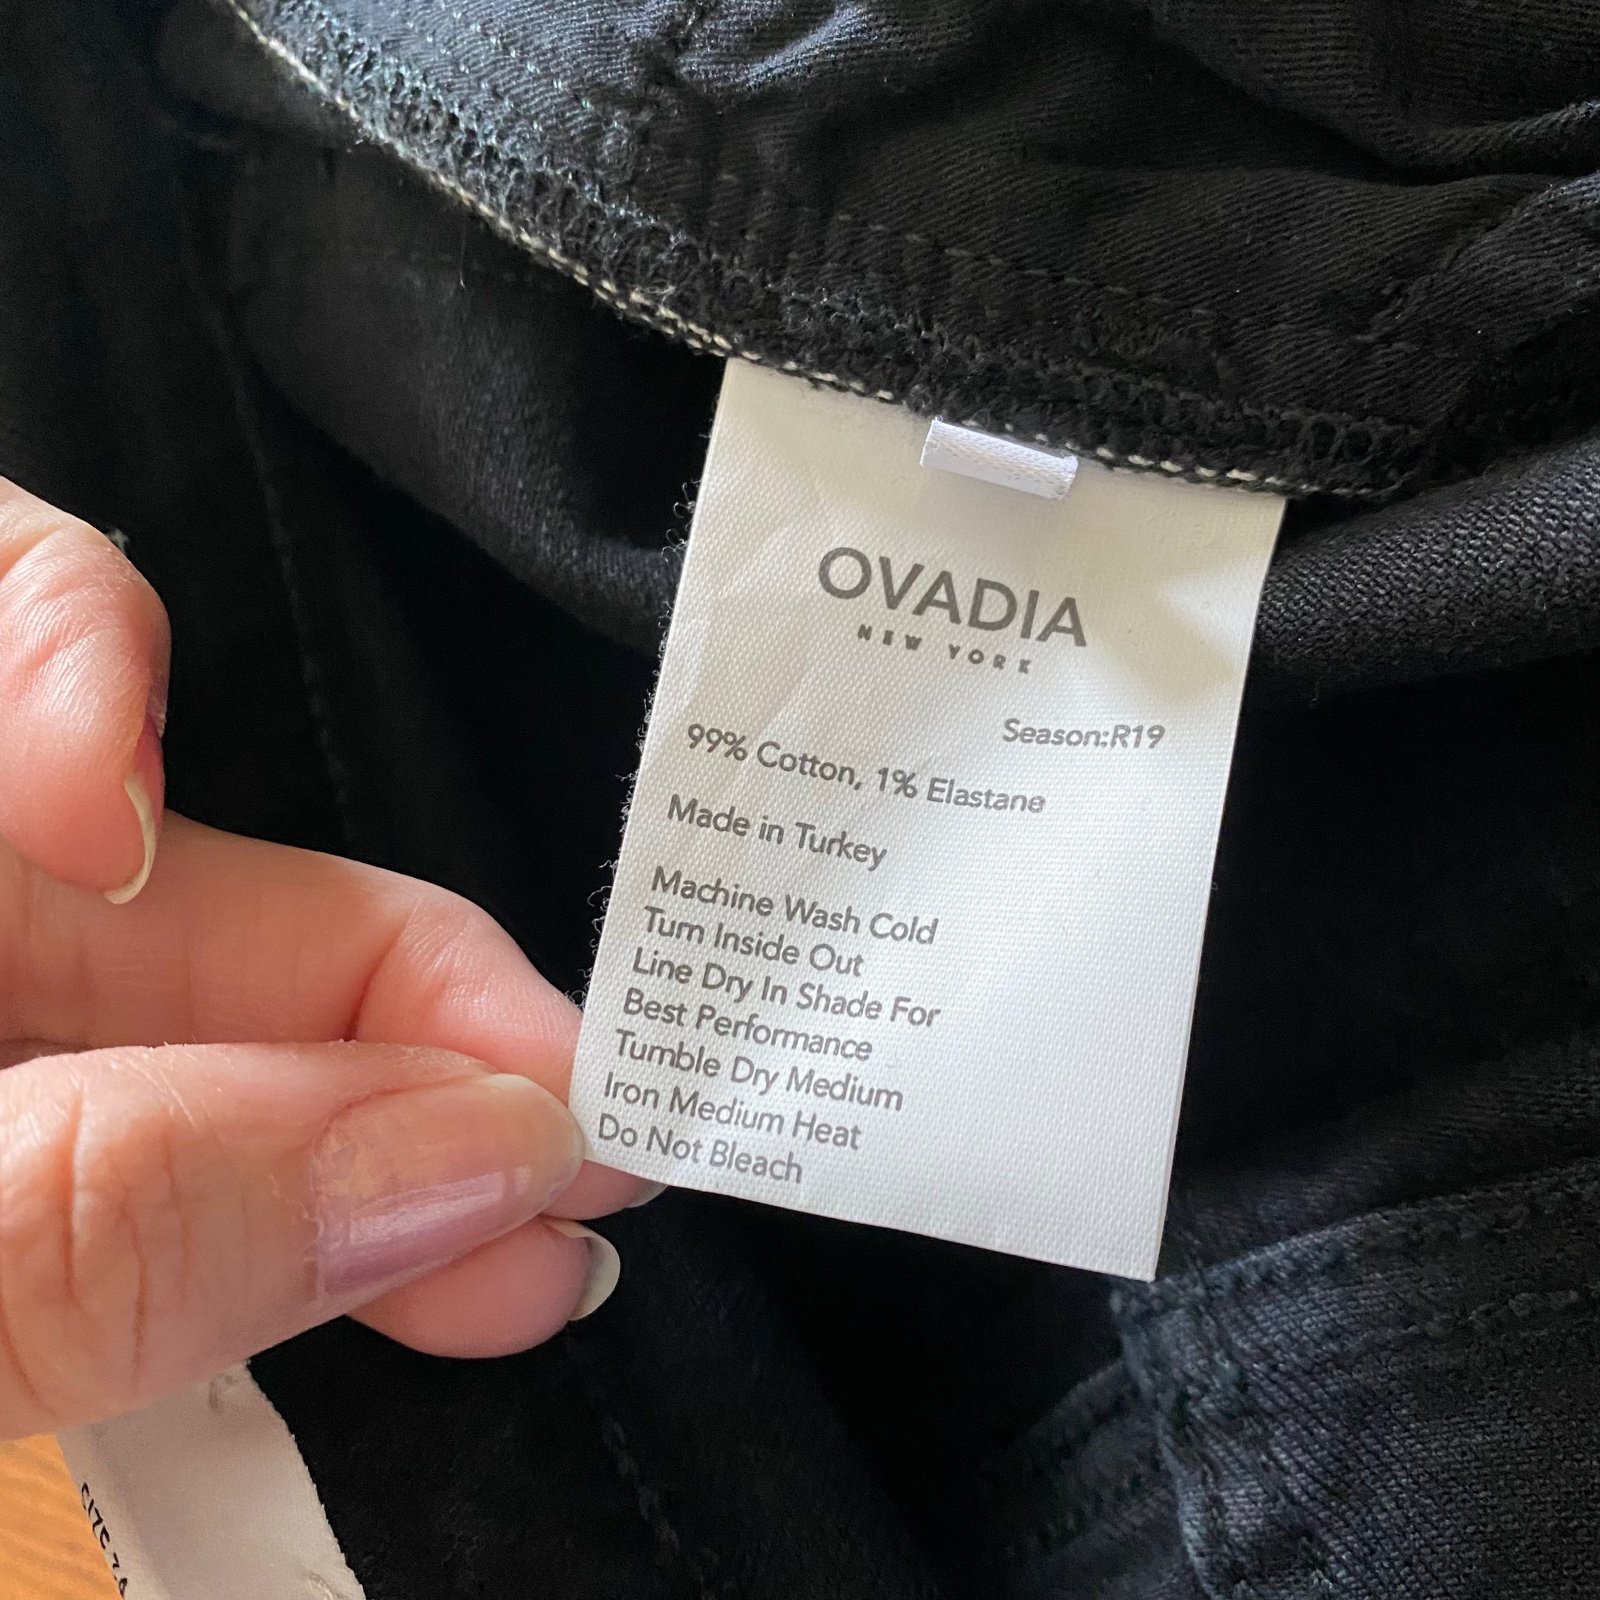 OVADIA
NEW YORK
Season:R19
99% Cotton, 1% Elastane
Made in Turkey
Machine Wash Cold
Turn Inside Out
Line Dry In Shade For
Best Performance
Tumble Dry Medium
Iron Medium Heat
Do Not Bleach